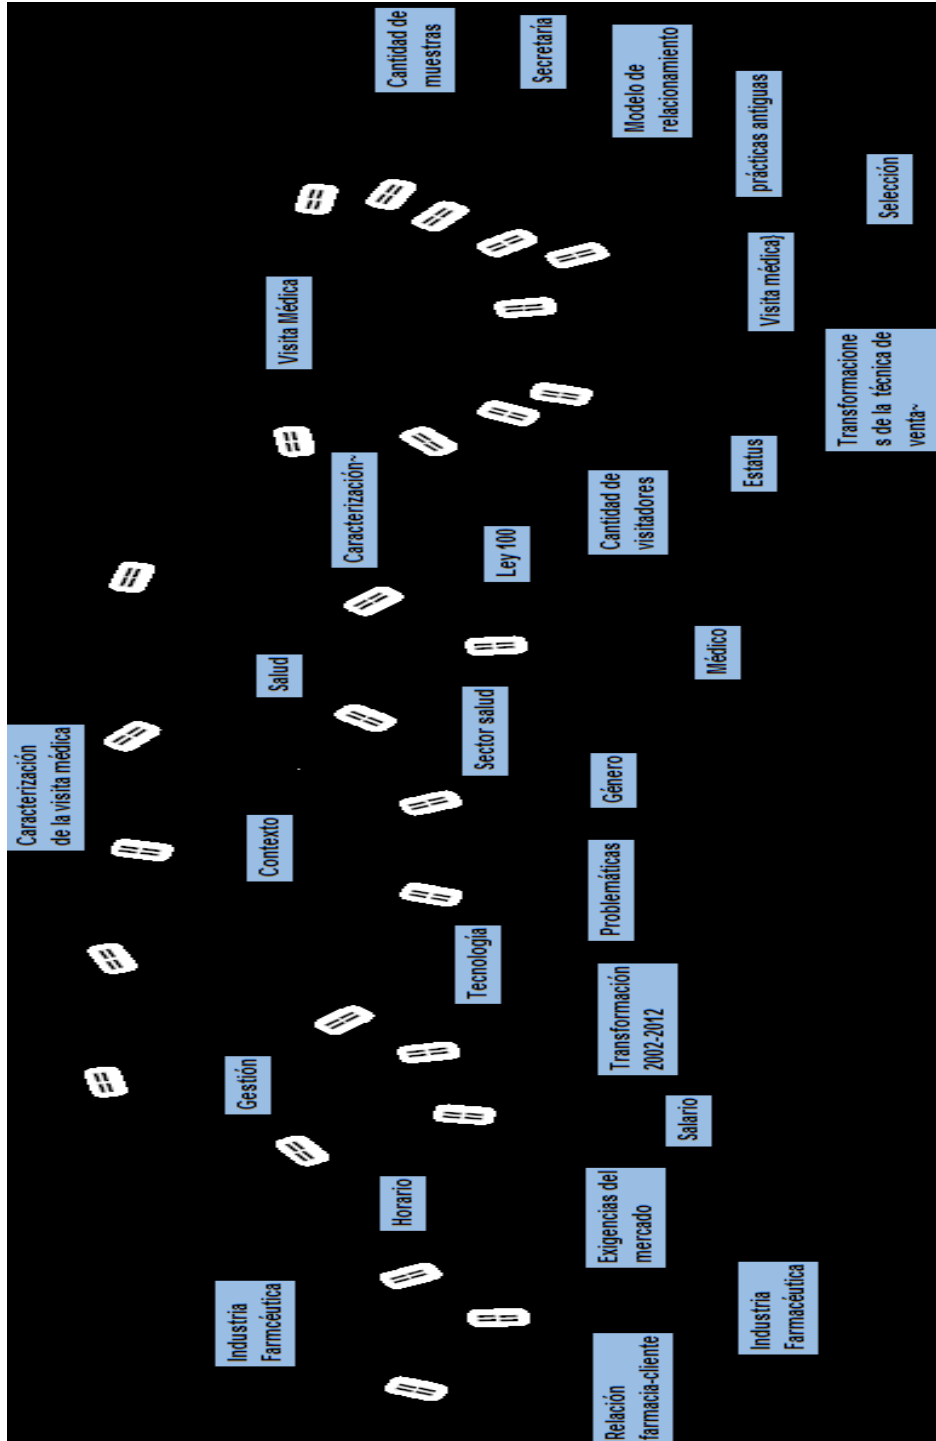 Caracterización
de la visita médica
Industria
Farmcéutica
Gestión
Contexto
Salud
Visita Médica
Caracterización~
Horario
Cantidad de
muestras
Tecnología
Sector salud
Ley 100
Secretaría
Relación
farmacia-cliente
Exigencias del
mercado
Transformación
2002-2012
Problemáticas
Género
Cantidad de
visitadores
Modelo de
relacionamiento
Salario
Médico
Estatus
Visita médica}
prácticas antiguas
Industria
Farmacéutica
Transformacione
s de la técnica de
venta~
Selección